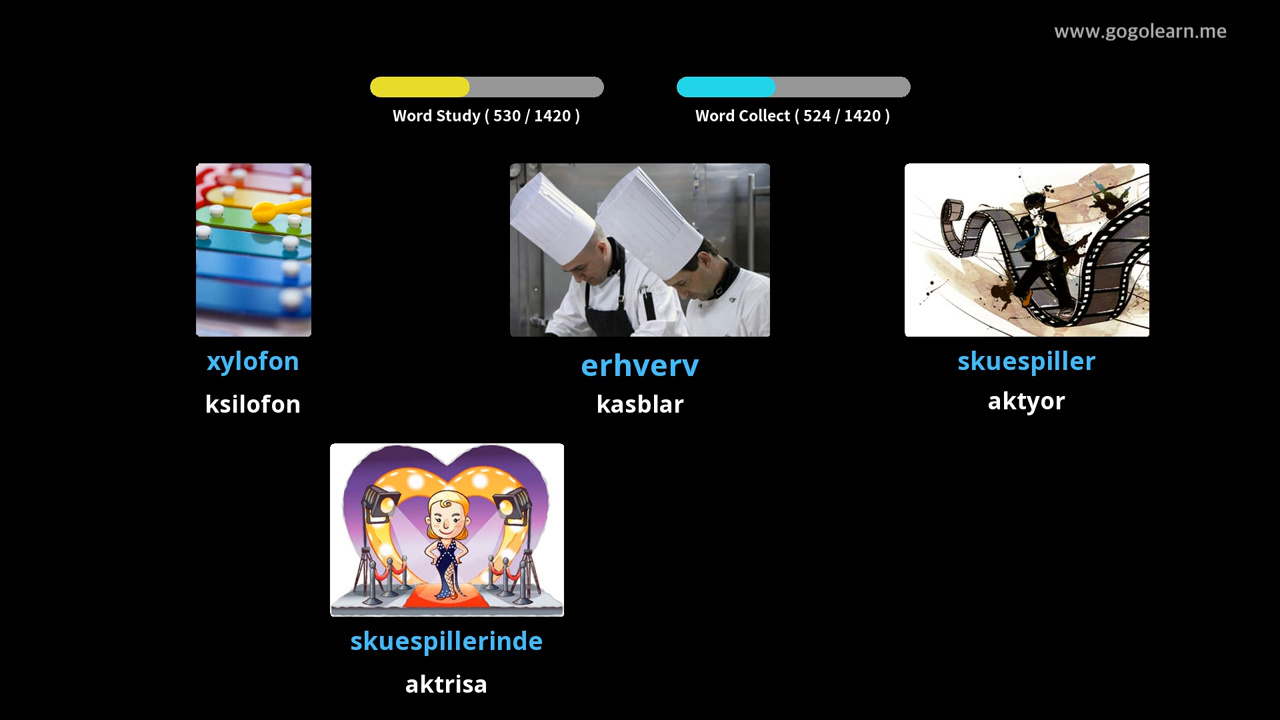 www.gogolearn.me
Word Study ( 530 / 1420 )
Word Collect ( 524 / 1420 )
xylofon
ksilofon
erhverv
kasblar
skuespiller
aktyor
skuespillerinde
aktrisa